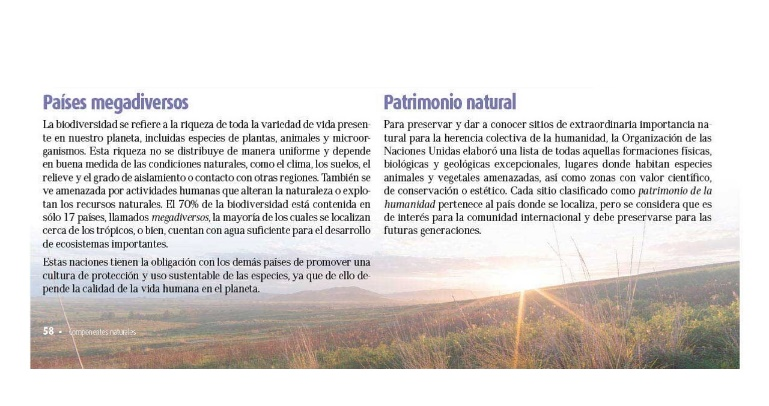 Países megadiversos
La biodiversidad se refiere a la riqueza de toda la variedad de vida presen-
te en nuestro planeta, incluidas especies de plantas, animales y microor-
ganismos. Esta riqueza no se distribuye de manera uniforme y depende
en buena medida de las condiciones naturales, como el clima, los suelos, el
relieve y el grado de aislamiento o contacto con otras regiones. También se
ve amenazada por actividades humanas que alteran la naturaleza o explo-
tan los recursos naturales. El 70% de la biodiversidad está contenida en
sólo 17 países, llamados megadiversos, la mayoría de los cuales se localizan
cerca de los trópicos, o bien, cuentan con agua suficiente para el desarrollo
de ecosistemas importantes.
Estas naciones tienen la obligación con los demás países de promover una
cultura de protección y uso sustentable de las especies, ya que de ello de-
pende la calidad de la vida humana en el planeta.
Patrimonio natural
Para preservar y dar a conocer sitios de extraordinaria importancia na-
tural para la herencia colectiva de la humanidad, la Organización de las
Naciones Unidas elaboró una lista de todas aquellas formaciones físicas,
biológicas y geológicas excepcionales, lugares donde habitan especies
animales y vegetales amenazadas, así como zonas con valor científico,
de conservación o estético. Cada sitio clasificado como patrimonio de la
humanidad pertenece al país donde se localiza, pero se considera que es
de interés para la comunidad internacional y debe preservarse para las
futuras generaciones.
58 • Componentes naturales